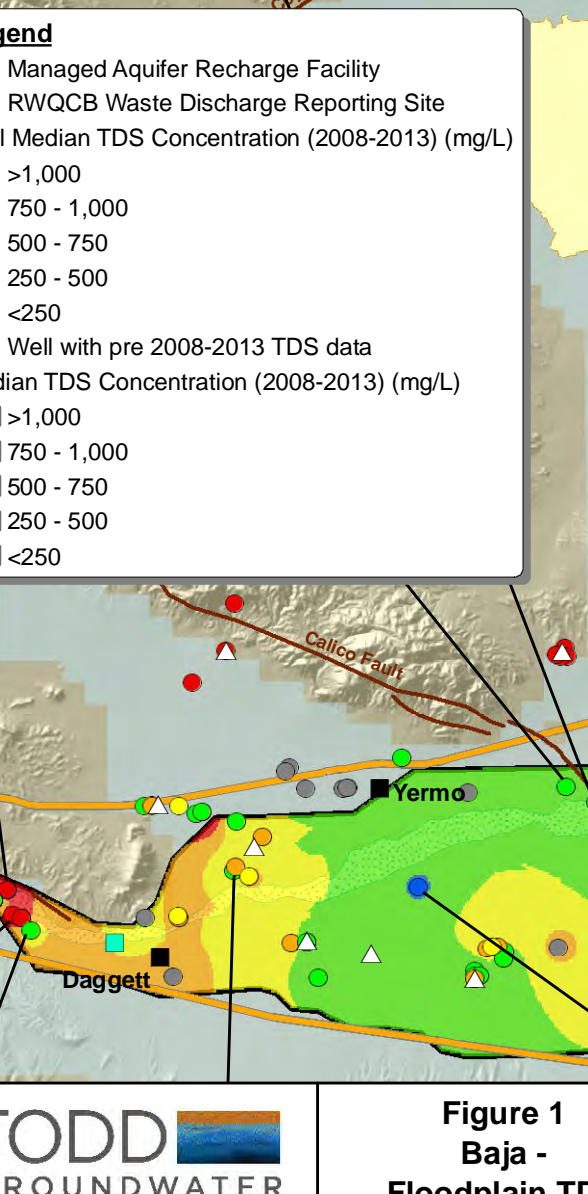 gend
Managed Aquifer Recharge Facility
RWQCB Waste Discharge Reporting Site
l Median TDS Concentration (2008-2013) (mg/L)
>1,000
750 - 1,000
500 - 750
250 - 500
<250
Well with pre 2008-2013 TDS data
dian TDS Concentration (2008-2013) (mg/L)
>1,000
750 - 1,000
500 - 750
250 - 500
<250
Calico Fault
Yermo
Daggett
TODD
ROUNDWATER
Figure 1
Baja -
Floodplain T